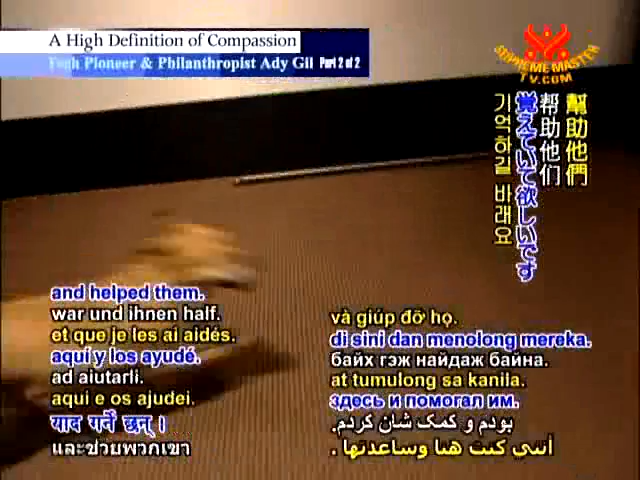 A High Definition of Compassion
Tech Pioneer & Philanthropist Ady Gil Part 2 of 2
SUPREME MASTER
TV.COM
幫助他們
帮助他们
覚えていて欲しいです
기억하길 바래요
and helped them.
war und ihnen half.
et que je les ai aidés.
aquí y los ayudé.
ad aiutarli.
aqui e os ajudei.
याद गर्ने छन् ।
และช่วยพวกเขา
và giúp đỡ họ.
di sini dan menolong mereka.
байх гэж найдаж байна.
at tumulong sa kanila.
здесь и помогал им.
بودم و کمک شان کردم.
أنني كنت هنا وساعدتها .